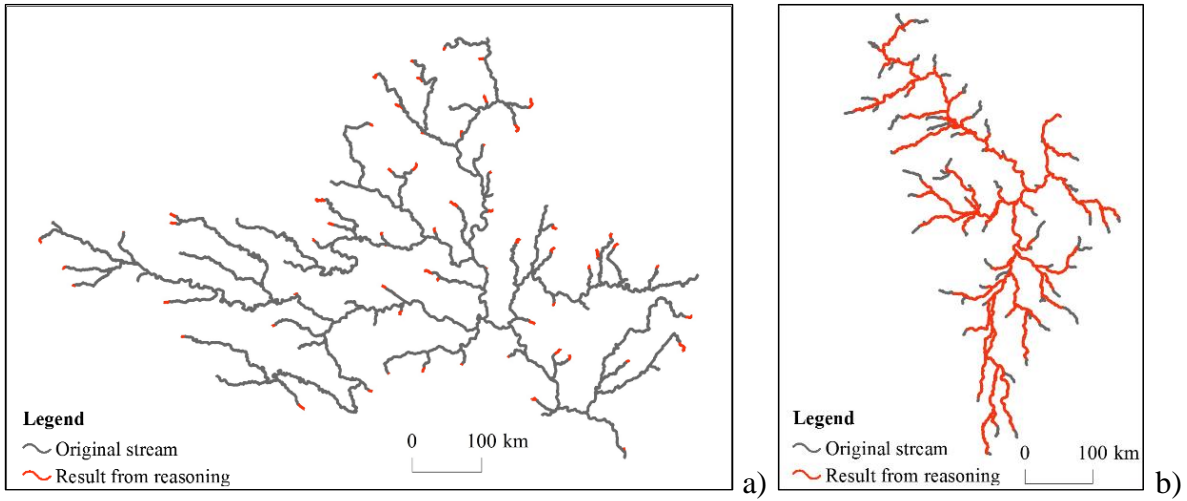 Legend
Original stream
Result from reasoning
0 100 km
a)
Legend
Original stream
Result from reasoning
0 100 km
b)